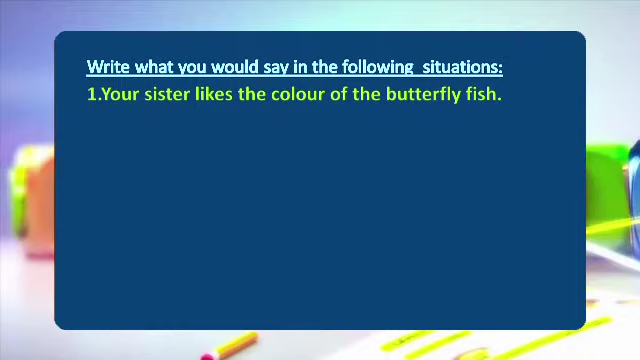 Write what you would say in the following situations:
1.Your sister likes the colour of the butterfly fish.